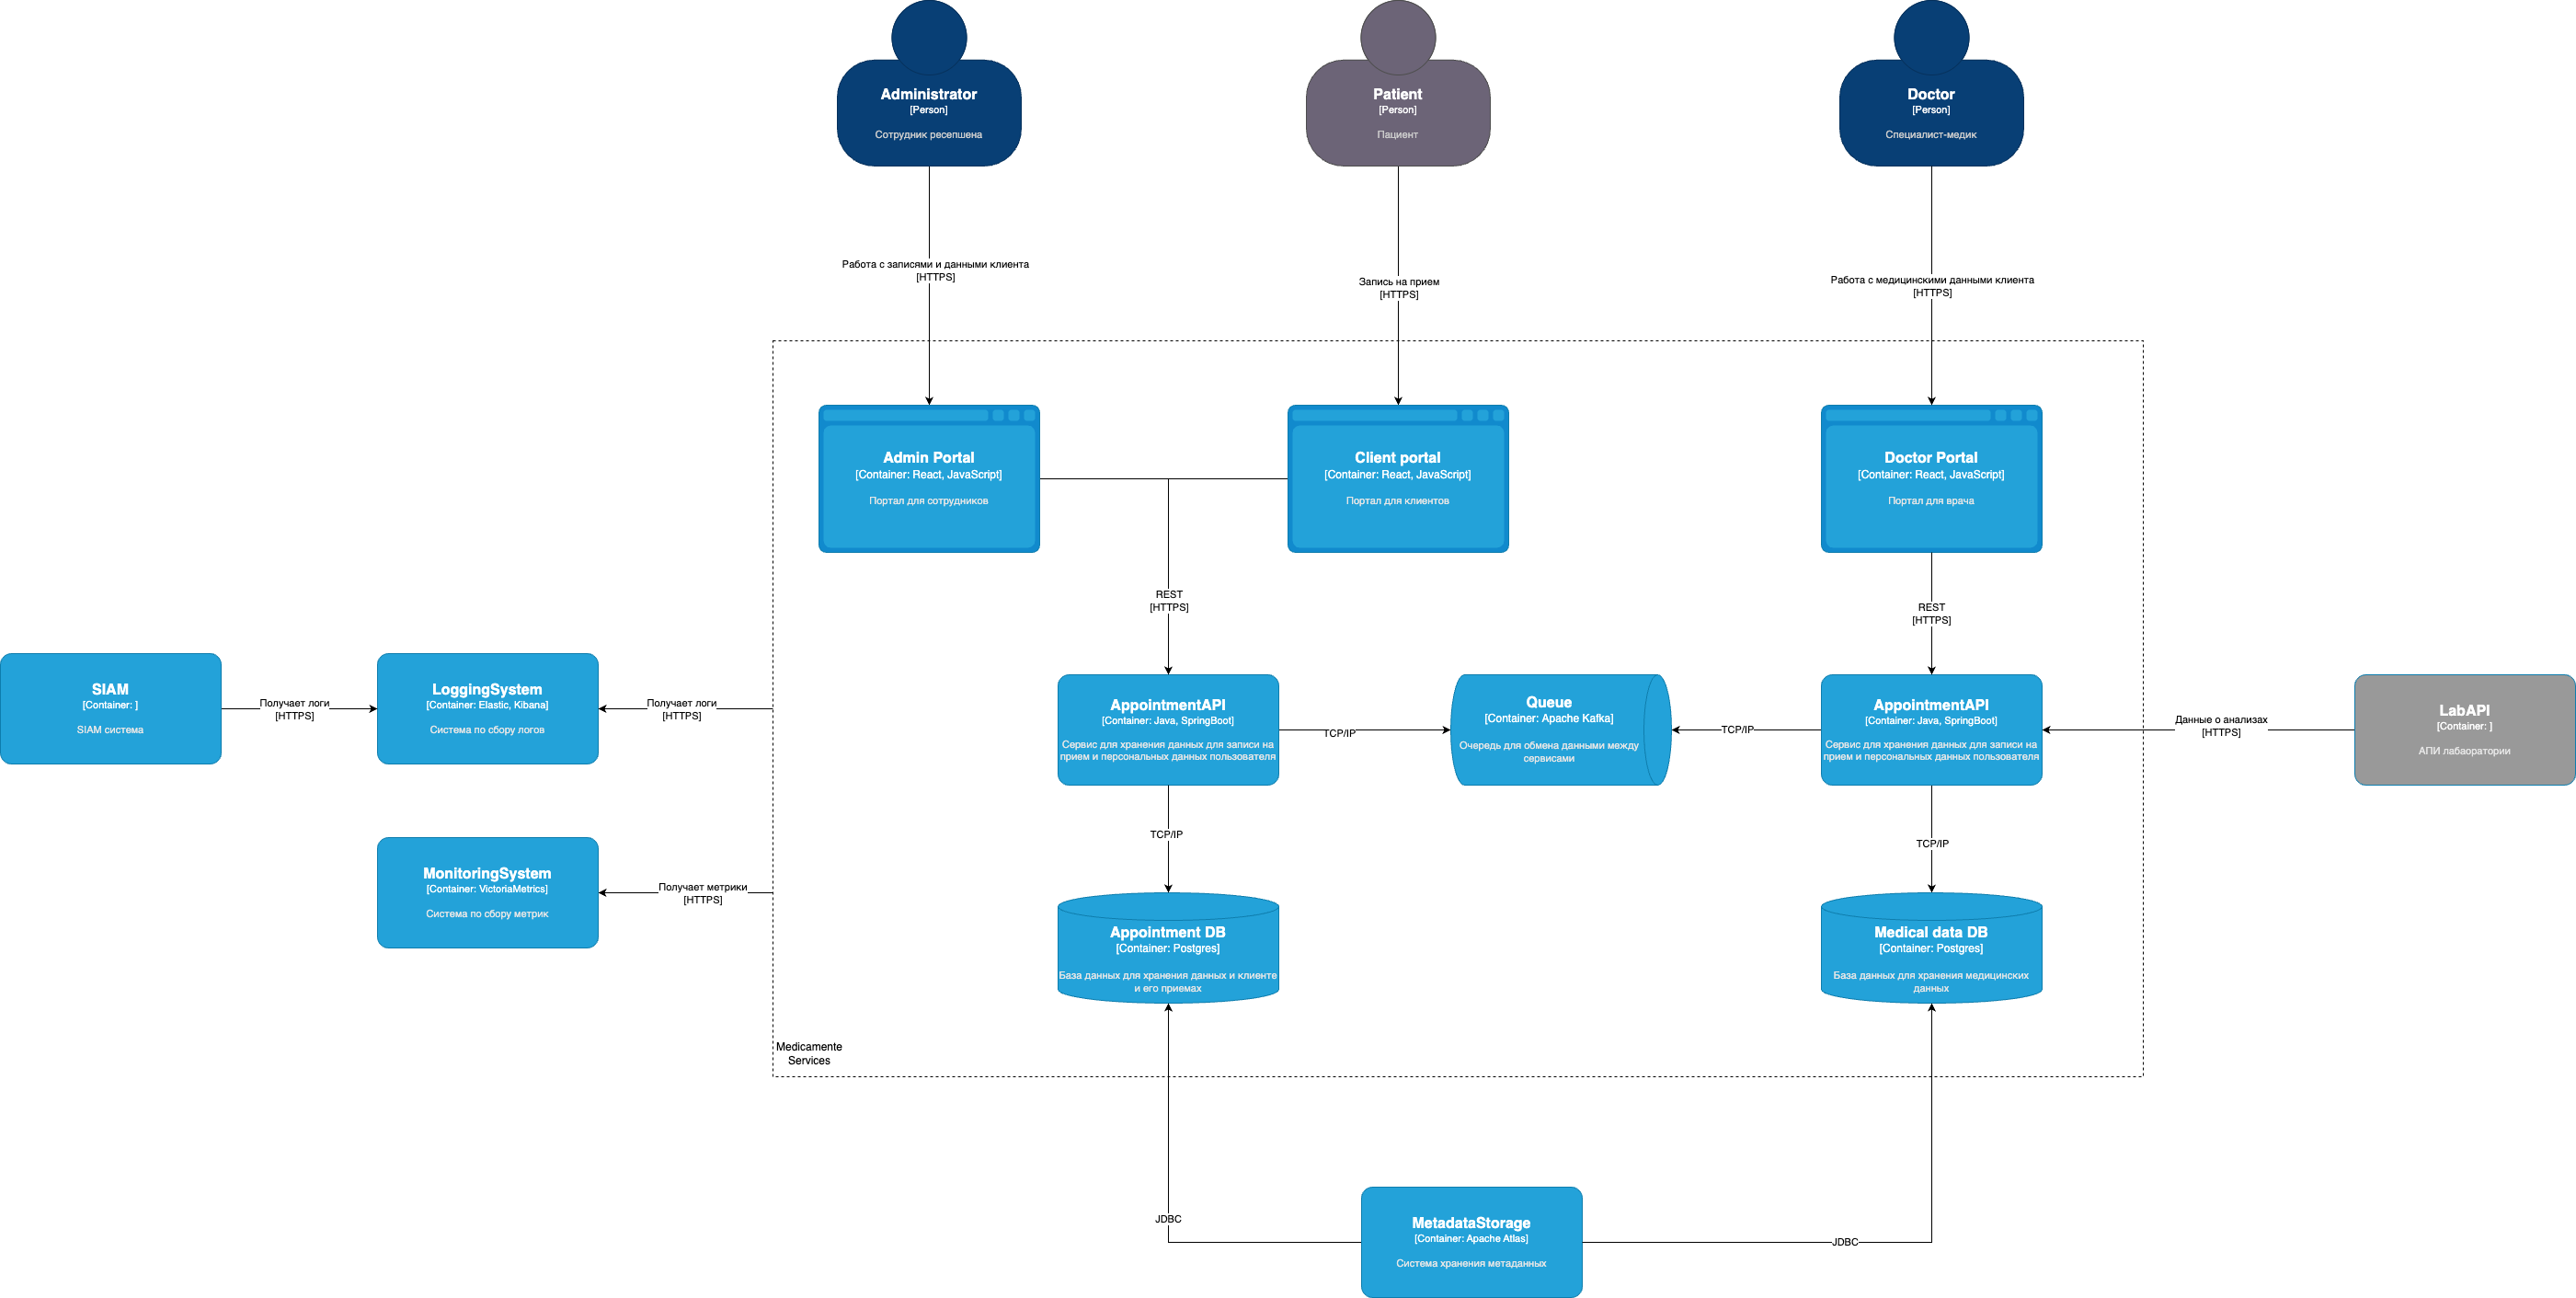 Administrator
[Person]
Сотрудник ресепшена
Patient
[Person]
Пациент
Doctor
[Person]
Специалист-медик
Работа с записями и данными клиента
[HTTPS]
Запись на прием
[HTTPS]
Работа с медицинскими данными клиента
[HTTPS]
Admin Portal
[Container: React, JavaScript]
Портал для сотрудников
Client portal
[Container: React, JavaScript]
Портал для клиентов
Doctor Portal
[Container: React, JavaScript]
Портал для врача
REST
[HTTPS]
REST
[HTTPS]
SIAM
[Container: ]
SIAM система
Получает логи
[HTTPS]
LoggingSystem
[Container: Elastic, Kibana]
Система по сбору логов
Получает логи
[HTTPS]
AppointmentAPI
[Container: Java, SpringBoot]
Сервис для хранения данных для записи на
прием и персональных данных пользователя
TCP/IP
Queue
[Container: Apache Kafka]
Очередь для обмена данными между
сервисами
TCP/IP
AppointmentAPI
[Container: Java, SpringBoot]
Сервис для хранения данных для записи на
прием и персональных данных пользователя
Данные о анализах
[HTTPS]
LabAPI
[Container: ]
АПИ лабаоратории
TCP/IP
TCP/IP
MonitoringSystem
[Container: VictoriaMetrics]
Система по сбору метрик
Получает метрики
[HTTPS]
Appointment DB
[Container: Postgres]
База данных для хранения данных и клиенте
и его приемах
Medical data DB
[Container: Postgres]
База данных для хранения медицинских
данных
Medicamente
Services
JDBC
MetadataStorage
[Container: Apache Atlas]
Система хранения метаданных
JDBC